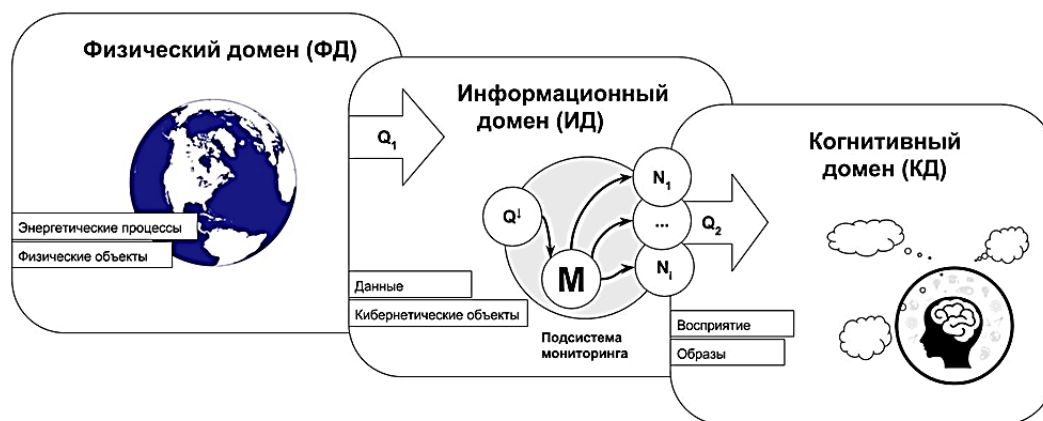 Физический домен (ФД)
Энергетические процессы
Физические объекты
Q1
Информационный
домен (ИД)
Q↓
M
N1
...
Ni
Данные
Кибернетические объекты
Подсистема
мониторинга
Q2
Когнитивный
домен (КД)
Восприятие
Образы